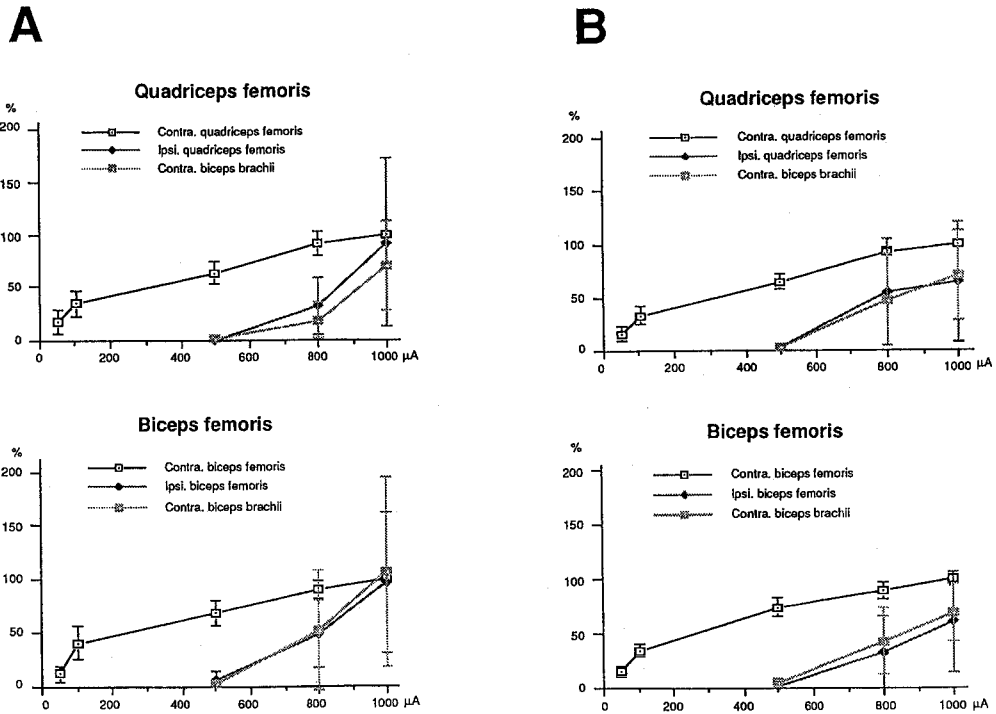 A
B
Quadriceps femoris
%
Contra. quadriceps femoris
Ipsi. quadriceps femoris
Contra. biceps brachii
200
150
100
50
0
0 200 400 600 800 1000 µA
Quadriceps femoris
%
Contra. quadriceps femoris
Ipsi. quadriceps femoris
Contra. biceps brachii
200
150
100
50
0
0 200 400 600 800 1000 µA
Biceps femoris
%
Contra. biceps femoris
Ipsi. biceps femoris
Contra. biceps brachii
200
150
100
50
0
0 200 400 600 800 1000 µA
Biceps femoris
%
Contra. biceps femoris
Ipsi. biceps femoris
Contra. biceps brachii
200
150
100
50
0
0 200 400 600 800 1000 µA